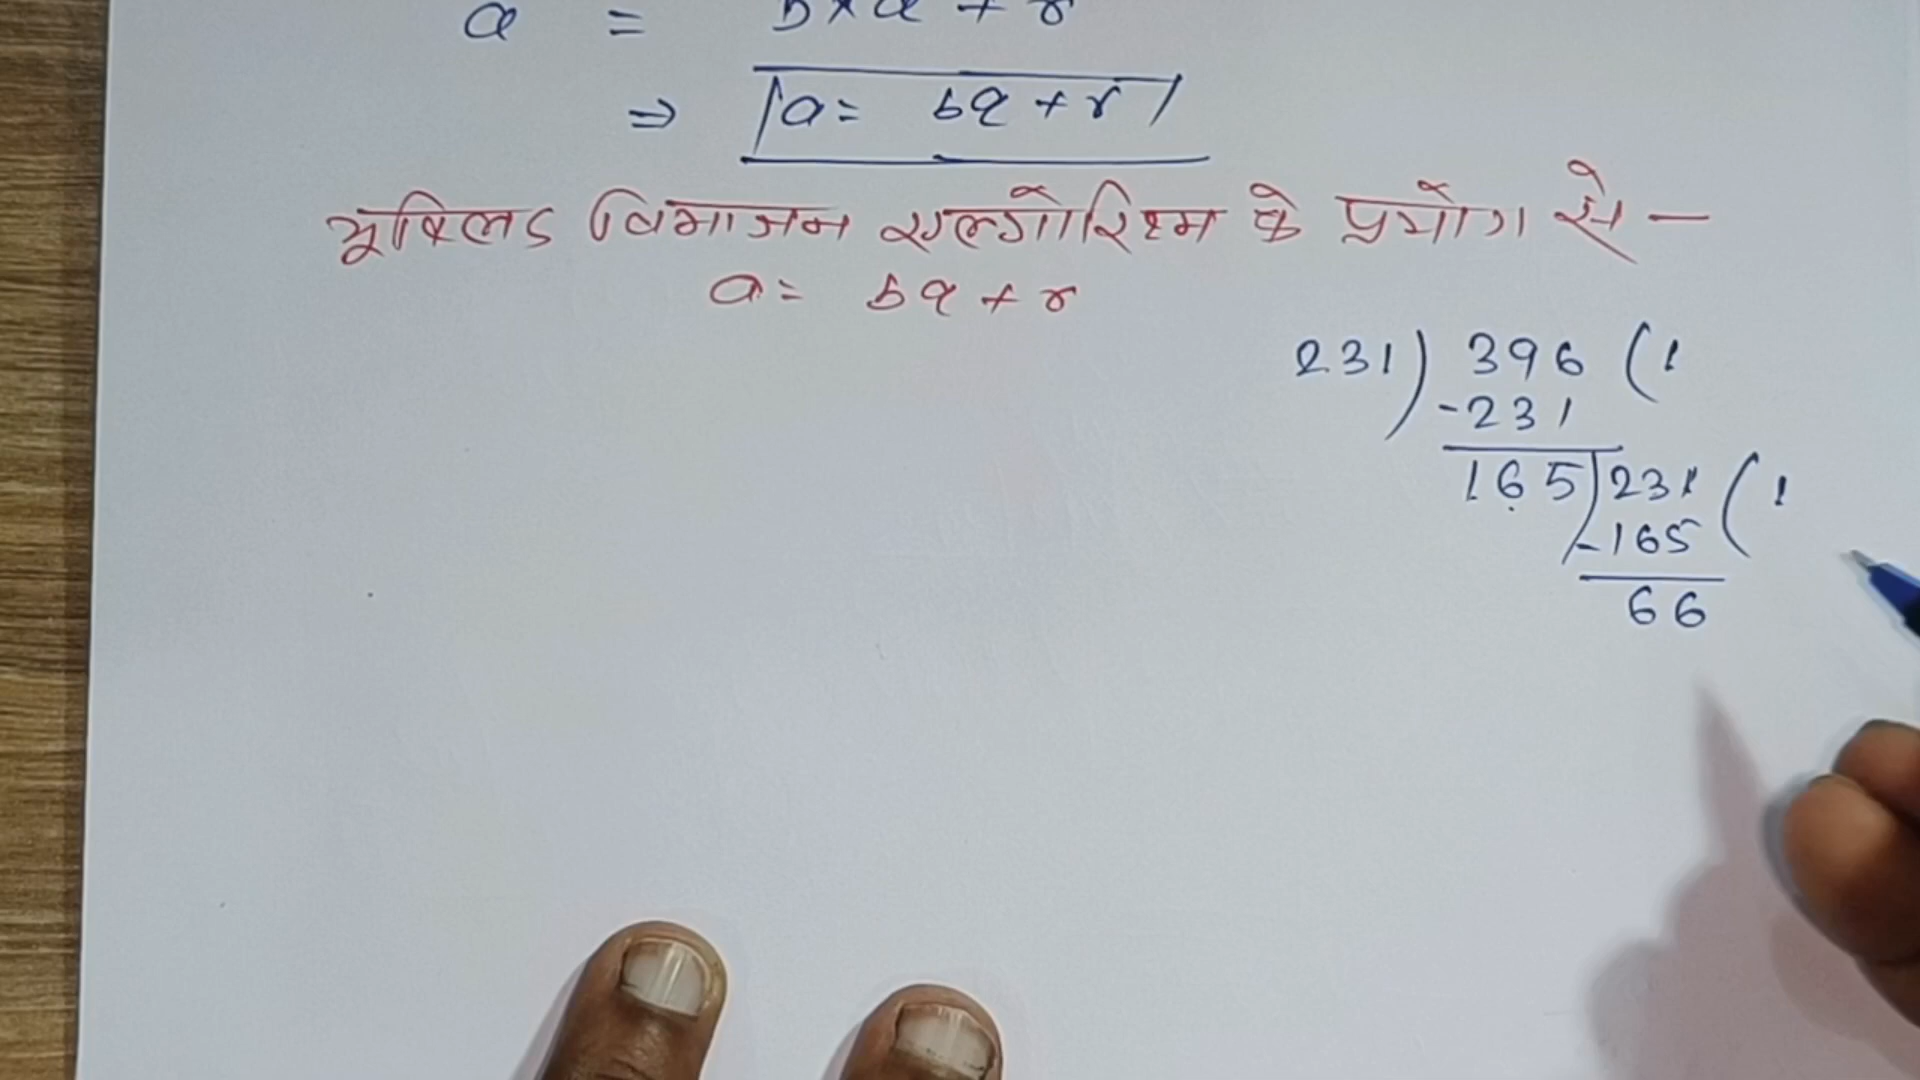 a = b×q + r
⇒ a = bq + r
यूक्लिड विभाजन एल्गोरिथ्म के प्रयोग से —
a = bq + r
231 ) 396 ( 1
-231
165 ) 231 ( 1
-165
66